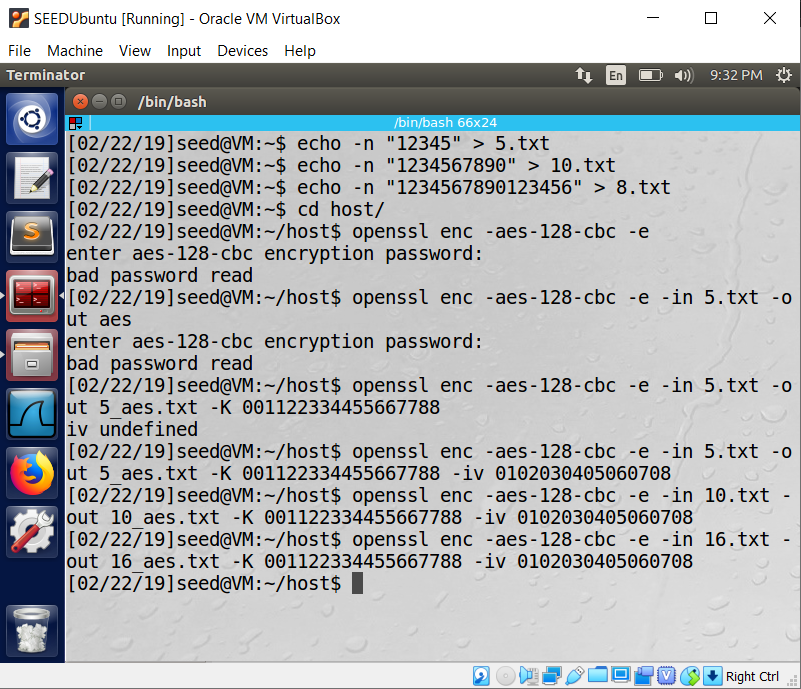 SEEDUbuntu [Running] - Oracle VM VirtualBox
File Machine View Input Devices Help
Terminator En 9:32 PM
/bin/bash
/bin/bash 66x24
[02/22/19]seed@VM:~$ echo -n "12345" > 5.txt
[02/22/19]seed@VM:~$ echo -n "1234567890" > 10.txt
[02/22/19]seed@VM:~$ echo -n "1234567890123456" > 8.txt
[02/22/19]seed@VM:~$ cd host/
[02/22/19]seed@VM:~/host$ openssl enc -aes-128-cbc -e
enter aes-128-cbc encryption password:
bad password read
[02/22/19]seed@VM:~/host$ openssl enc -aes-128-cbc -e -in 5.txt -o
ut aes
enter aes-128-cbc encryption password:
bad password read
[02/22/19]seed@VM:~/host$ openssl enc -aes-128-cbc -e -in 5.txt -o
ut 5_aes.txt -K 001122334455667788
iv undefined
[02/22/19]seed@VM:~/host$ openssl enc -aes-128-cbc -e -in 5.txt -o
ut 5_aes.txt -K 001122334455667788 -iv 0102030405060708
[02/22/19]seed@VM:~/host$ openssl enc -aes-128-cbc -e -in 10.txt -
out 10_aes.txt -K 001122334455667788 -iv 0102030405060708
[02/22/19]seed@VM:~/host$ openssl enc -aes-128-cbc -e -in 16.txt -
out 16_aes.txt -K 001122334455667788 -iv 0102030405060708
[02/22/19]seed@VM:~/host$
Right Ctrl